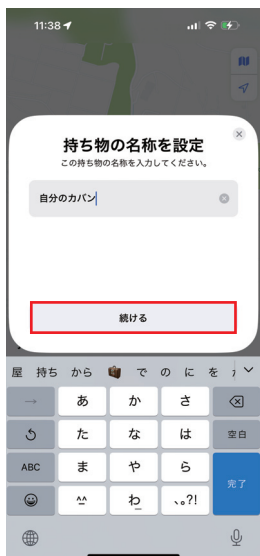 11:38
持ち物の名称を設定
この持ち物の名称を入力してください。
自分のカバン
続ける
屋 持ち から で の に を
あ か さ
た な は 空白
ABC ま や ら 完了
^^ わ 、。?!